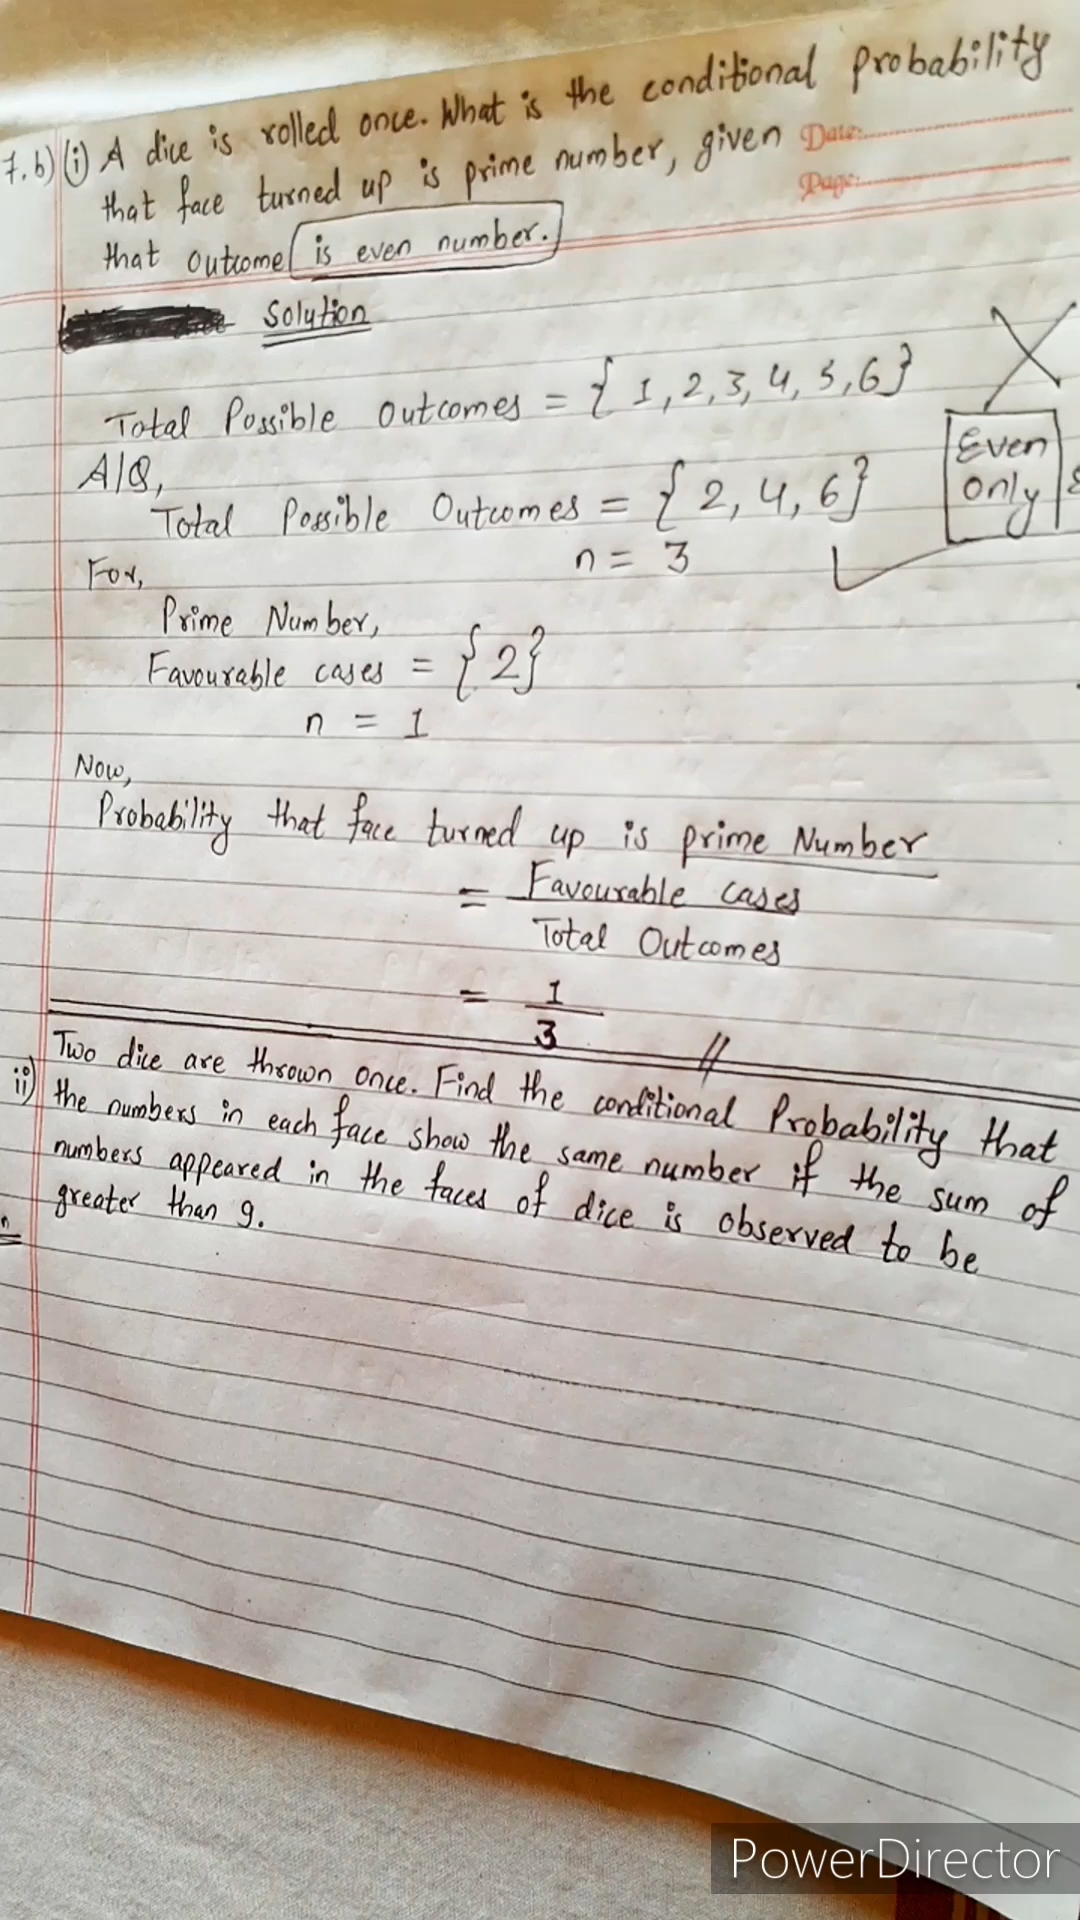 7. b) (i) A dice is rolled once. What is the conditional probability
that face turned up is prime number, given
that outcome is even number.
Date:
Page:
Solution
Total Possible Outcomes = { 1, 2, 3, 4, 5, 6 }
A/Q,
Total Possible Outcomes = { 2, 4, 6 }
n = 3
Even
Only
For,
Prime Number,
Favourable cases = { 2 }
n = 1
Now,
Probability that face turned up is prime Number
= Favourable cases
Total Outcomes
= 1
3
//
ii) Two dice are thrown once. Find the conditional Probability that
the numbers in each face show the same number if the sum of
numbers appeared in the faces of dice is observed to be
greater than 9.
PowerDirector